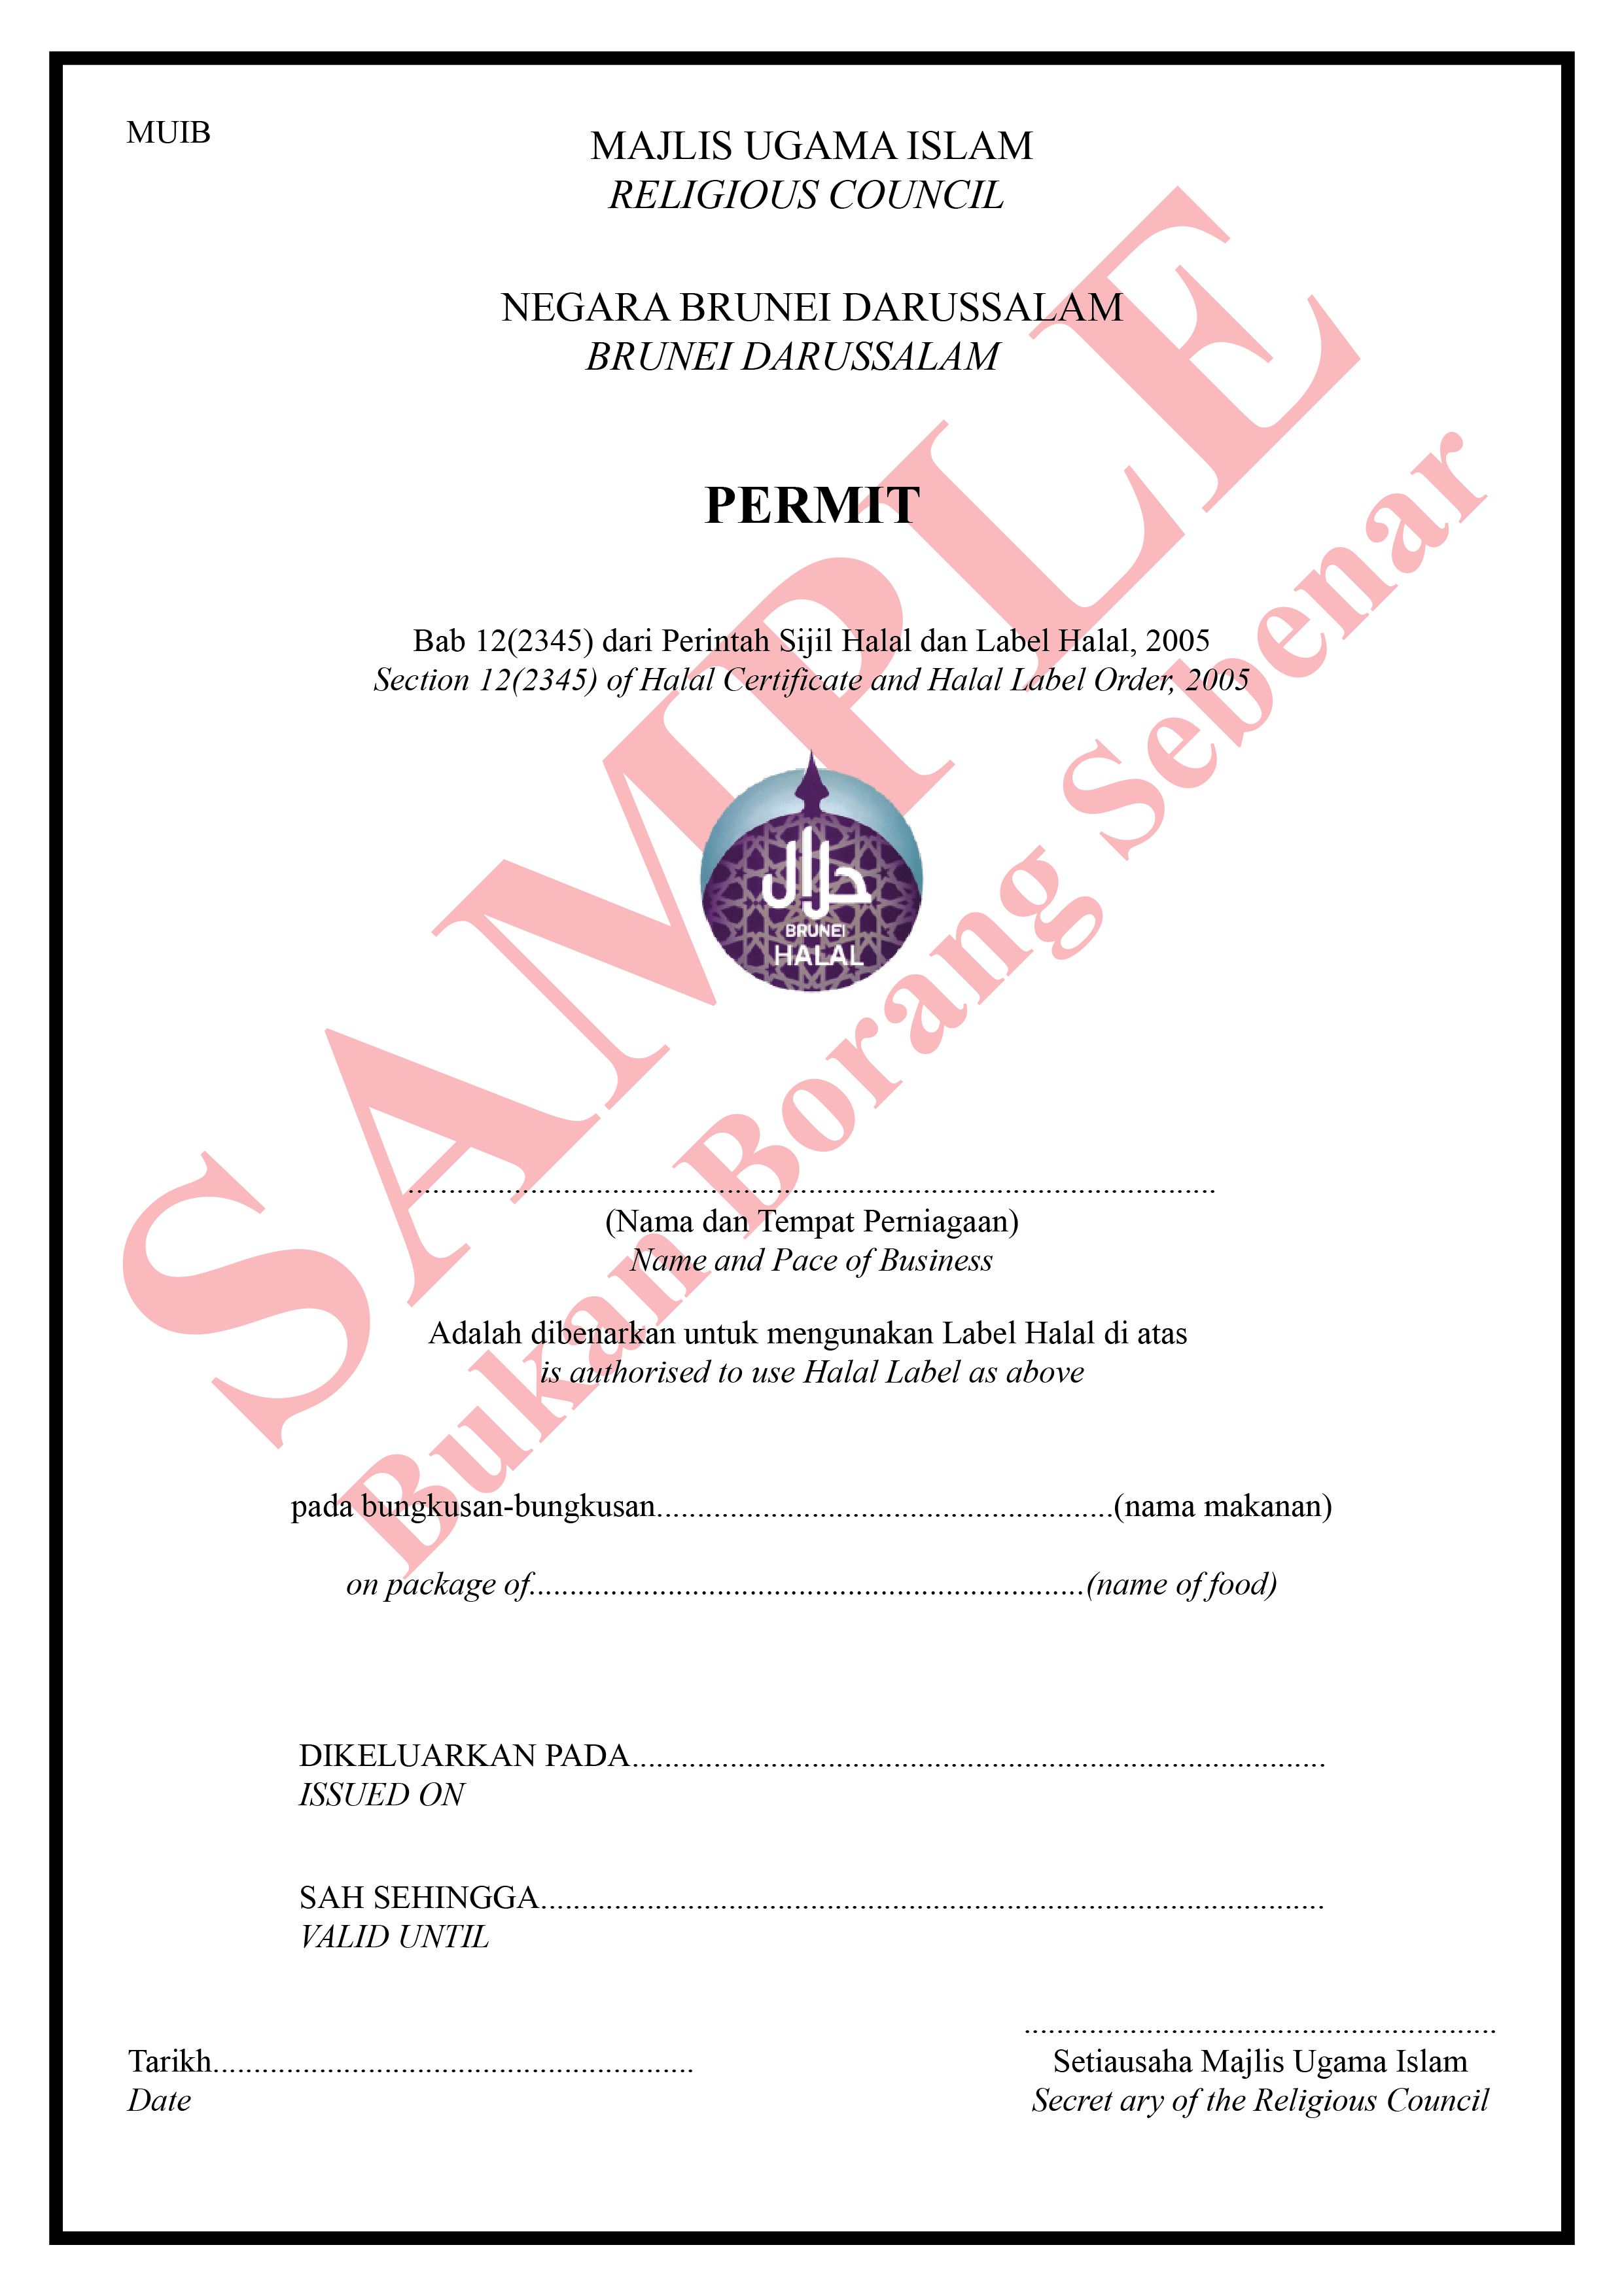 MUIB
MAJLIS UGAMA ISLAM
RELIGIOUS COUNCIL
NEGARA BRUNEI DARUSSALAM
BRUNEI DARUSSALAM
PERMIT
Bab 12(2345) dari Perintah Sijil Halal dan Label Halal, 2005
Section 12(2345) of Halal Certificate and Halal Label Order, 2005
حلال
BRUNEI
HALAL
SAMPLE
Bukan Borang Sebenar
....................................................................................................
(Nama dan Tempat Perniagaan)
Name and Pace of Business
Adalah dibenarkan untuk mengunakan Label Halal di atas
is authorised to use Halal Label as above
pada bungkusan-bungkusan........................................................(nama makanan)
on package of....................................................................(name of food)
DIKELUARKAN PADA.....................................................................................
ISSUED ON
SAH SEHINGGA................................................................................................
VALID UNTIL
..........................................................
Tarikh...........................................................
Setiausaha Majlis Ugama Islam
Date
Secret ary of the Religious Council